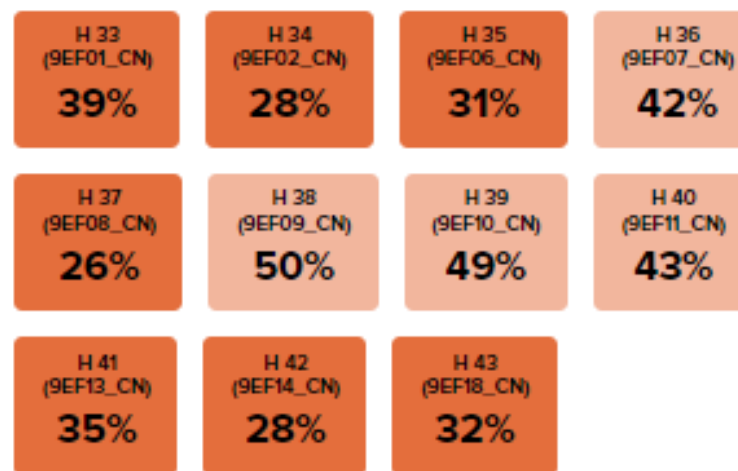 H 33
(9EF01_CN)
39%
H 34
(9EF02_CN)
28%
H 35
(9EF06_CN)
31%
H 36
(9EF07_CN)
42%
H 37
(9EF08_CN)
26%
H 38
(9EF09_CN)
50%
H 39
(9EF10_CN)
49%
H 40
(9EF11_CN)
43%
H 41
(9EF13_CN)
35%
H 42
(9EF14_CN)
28%
H 43
(9EF18_CN)
32%